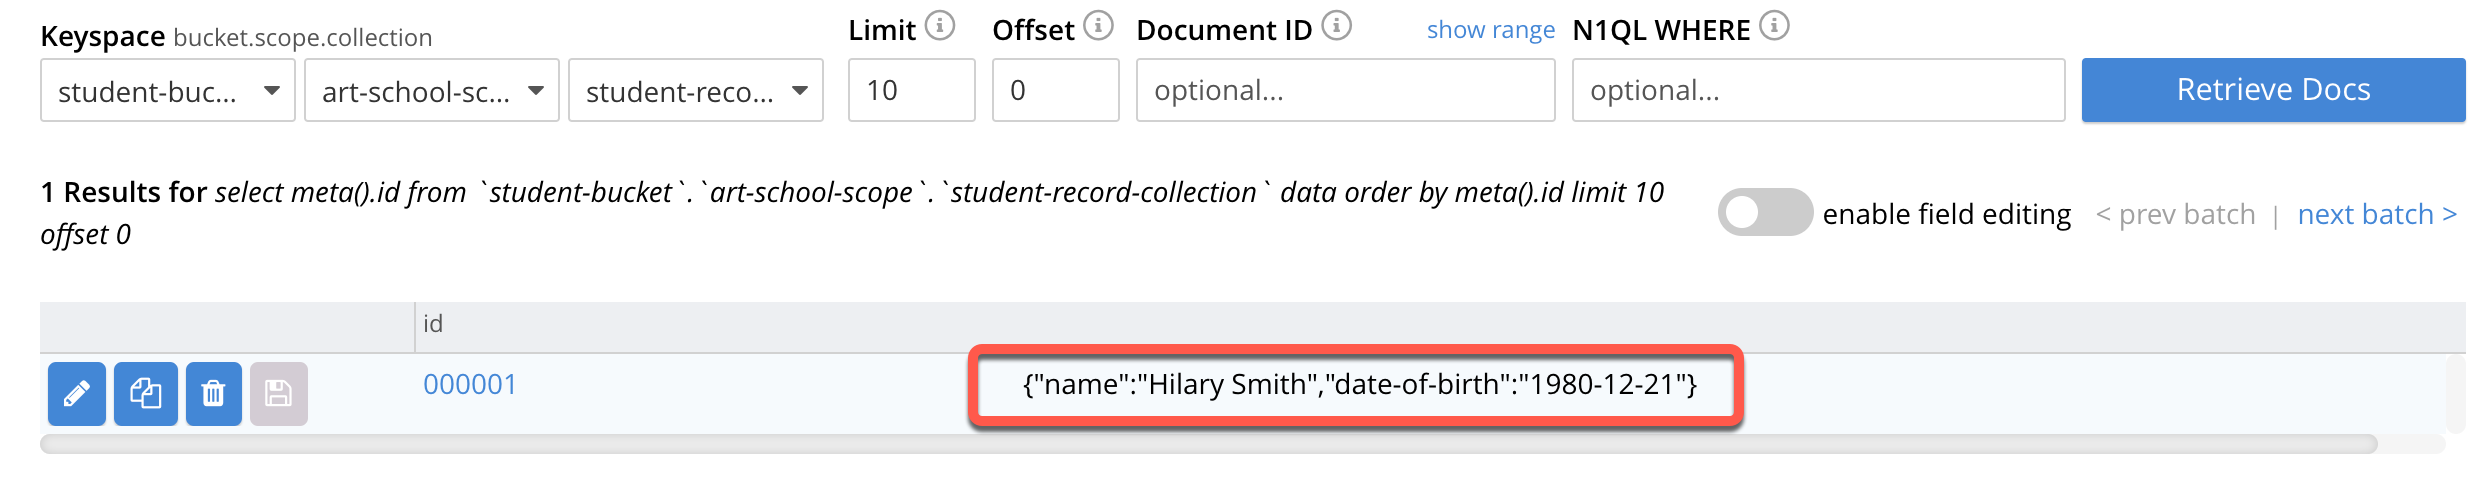 Keyspace bucket.scope.collection
Limit
Offset
Document ID
show range
N1QL WHERE
student-buc...
art-school-sc...
student-reco...
10
0
optional...
optional...
Retrieve Docs
1 Results for select meta().id from `student-bucket`.`art-school-scope`.`student-record-collection` data order by meta().id limit 10
offset 0
enable field editing < prev batch | next batch >
id
000001
{"name":"Hilary Smith","date-of-birth":"1980-12-21"}